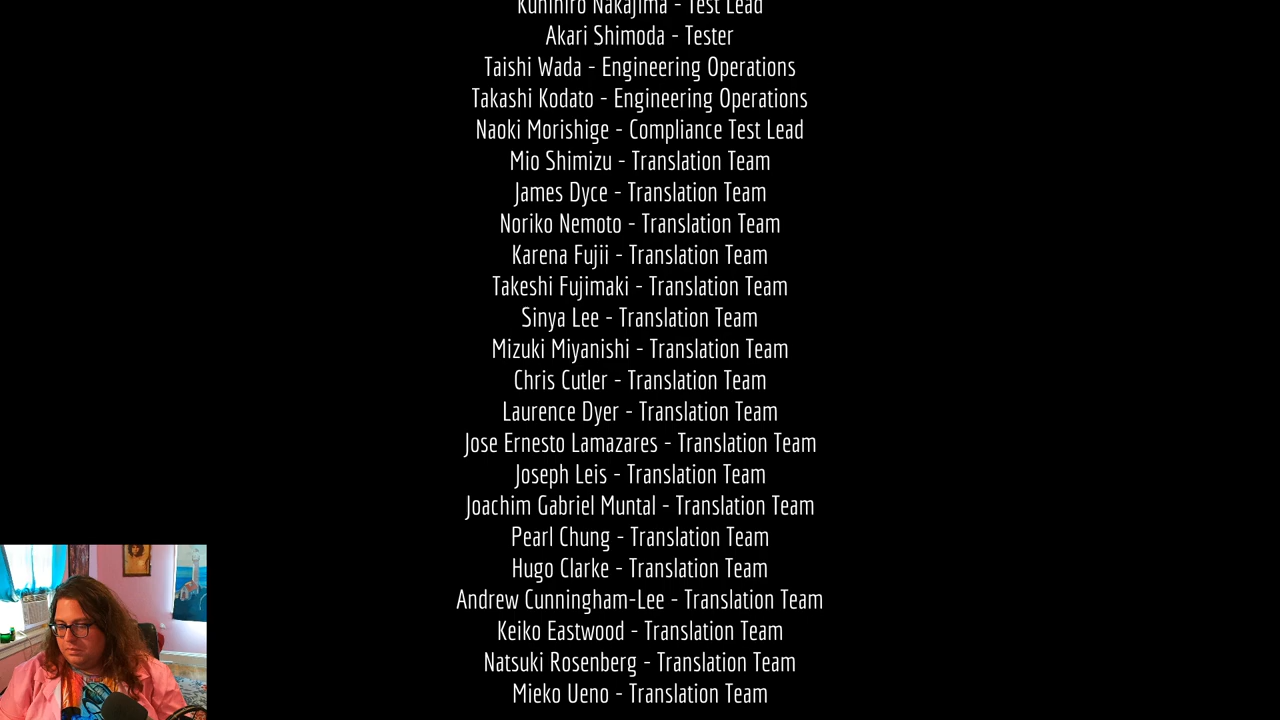 Kunihiro Nakajima - Test Lead
Akari Shimoda - Tester
Taishi Wada - Engineering Operations
Takashi Kodato - Engineering Operations
Naoki Morishige - Compliance Test Lead
Mio Shimizu - Translation Team
James Dyce - Translation Team
Noriko Nemoto - Translation Team
Karena Fujii - Translation Team
Takeshi Fujimaki - Translation Team
Sinya Lee - Translation Team
Mizuki Miyanishi - Translation Team
Chris Cutler - Translation Team
Laurence Dyer - Translation Team
Jose Ernesto Lamazares - Translation Team
Joseph Leis - Translation Team
Joachim Gabriel Muntal - Translation Team
Pearl Chung - Translation Team
Hugo Clarke - Translation Team
Andrew Cunningham-Lee - Translation Team
Keiko Eastwood - Translation Team
Natsuki Rosenberg - Translation Team
Mieko Ueno - Translation Team